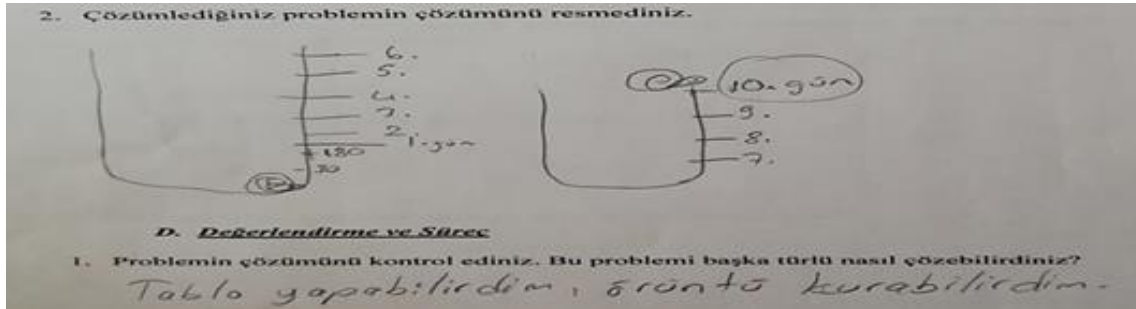 2. Çözümlediğiniz problemin çözümünü resmediniz.
6.
5.
4.
3.
2.
1. gün
180
30
10. gün
9.
8.
7.
D. Değerlendirme ve Süreç
1. Problemin çözümünü kontrol ediniz. Bu problemi başka türlü nasıl çözebilirdiniz?
Tablo yapabilirdim, örüntü kurabilirdim.